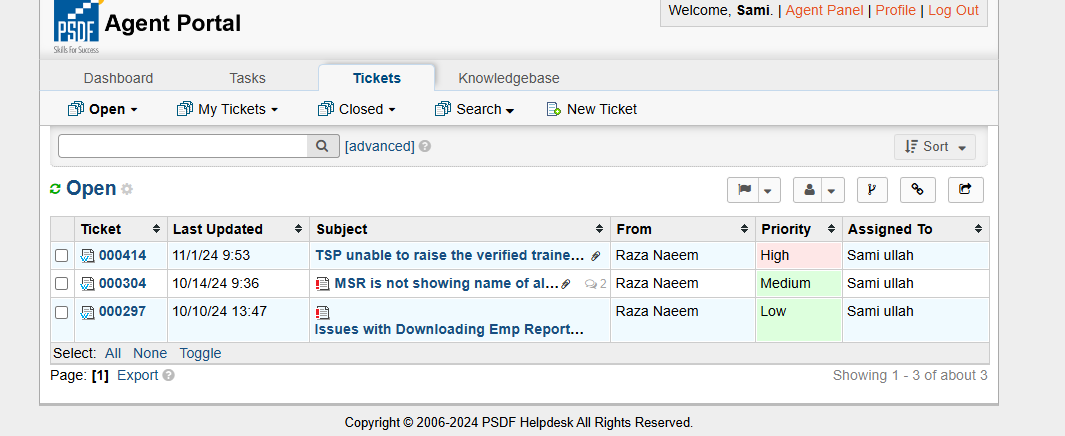 PSDF
Skills for Success
Agent Portal
Welcome, Sami. | Agent Panel | Profile | Log Out
Dashboard Tasks Tickets Knowledgebase
Open My Tickets Closed Search New Ticket
[advanced] ? Sort
Open
Ticket Last Updated Subject From Priority Assigned To
000414 11/1/24 9:53 TSP unable to raise the verified traine... Raza Naeem High Sami ullah
000304 10/14/24 9:36 MSR is not showing name of al... 2 Raza Naeem Medium Sami ullah
000297 10/10/24 13:47 Raza Naeem Low Sami ullah
Issues with Downloading Emp Report...
Select: All None Toggle
Page: [1] Export ? Showing 1 - 3 of about 3
Copyright © 2006-2024 PSDF Helpdesk All Rights Reserved.